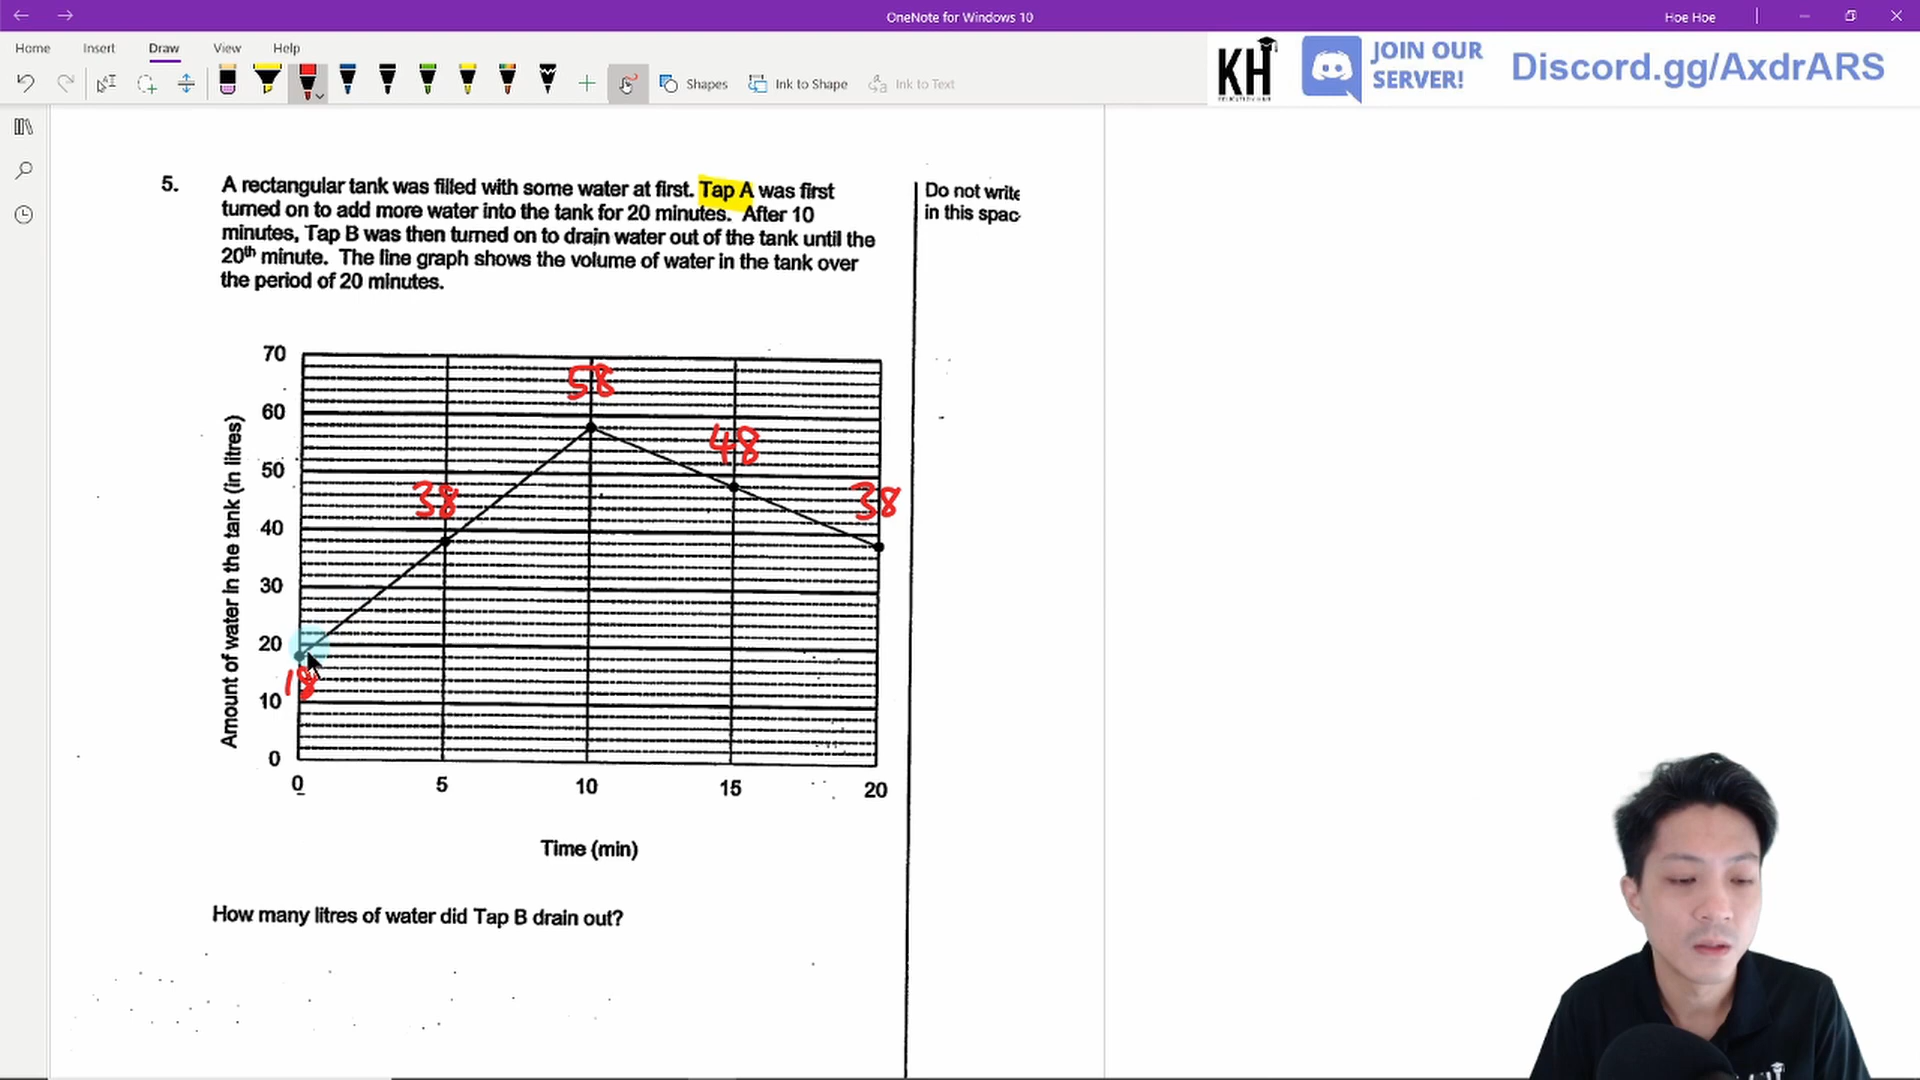 OneNote for Windows 10
Hoe Hoe
Home Insert Draw View Help
Shapes
Ink to Shape
Ink to Text
KH
JOIN OUR
SERVER!
Discord.gg/AxdrARS
5. A rectangular tank was filled with some water at first. Tap A was first
turned on to add more water into the tank for 20 minutes. After 10
minutes, Tap B was then turned on to drain water out of the tank until the
20th minute. The line graph shows the volume of water in the tank over
the period of 20 minutes.
Do not write
in this spac
Amount of water in the tank (in litres)
70
60
50
40
30
20
10
0
58
48
38
38
18
0 5 10 15 20
Time (min)
How many litres of water did Tap B drain out?